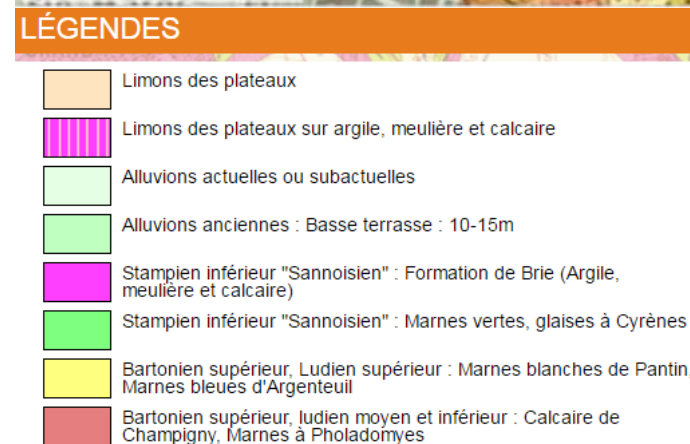 LÉGENDES
Limons des plateaux
Limons des plateaux sur argile, meulière et calcaire
Alluvions actuelles ou subactuelles
Alluvions anciennes : Basse terrasse : 10-15m
Stampien inférieur "Sannoisien" : Formation de Brie (Argile,
meulière et calcaire)
Stampien inférieur "Sannoisien" : Marnes vertes, glaises à Cyrènes
Bartonien supérieur, Ludien supérieur : Marnes blanches de Pantin,
Marnes bleues d'Argenteuil
Bartonien supérieur, ludien moyen et inférieur : Calcaire de
Champigny, Marnes à Pholadomyes